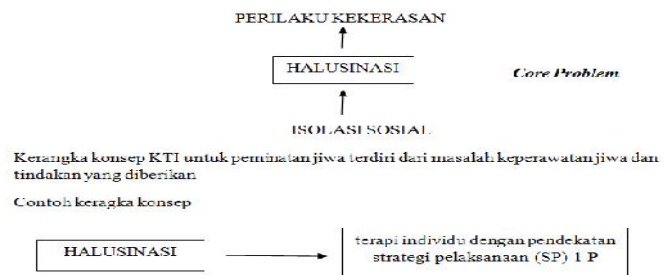 PERILAKU KEKERASAN
HALUSINASI
Core Problem
ISOLASI SOSIAL
Kerangka konsep KTI untuk peminatan jiwa terdiri dari masalah keperawatan jiwa dan
tindakan yang diberikan
Contoh keragka konsep
HALUSINASI
terapi individu dengan pendekatan
strategi pelaksanaan (SP) 1 P